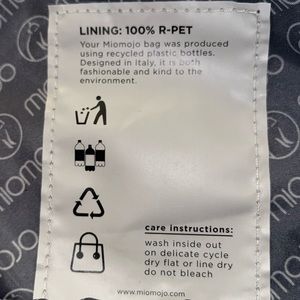 LINING: 100% R-PET
Your Miomojo bag was produced
using recycled plastic bottles.
Designed in Italy, it is both
fashionable and kind to the
environment.
care instructions:
wash inside out
on delicate cycle
dry flat or line dry
do not bleach
www.miomojo.com
miomojo